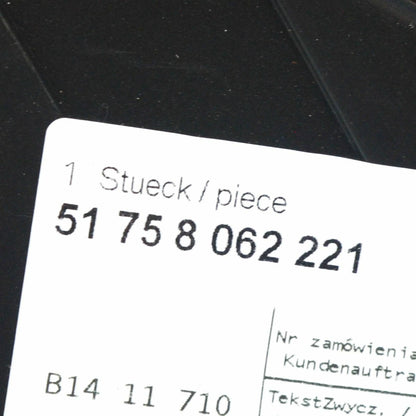 1 Stueck / piece
51 75 8 062 221
Nr zamówienia
Kundenauftra
B14 11 710
TekstZwycz.